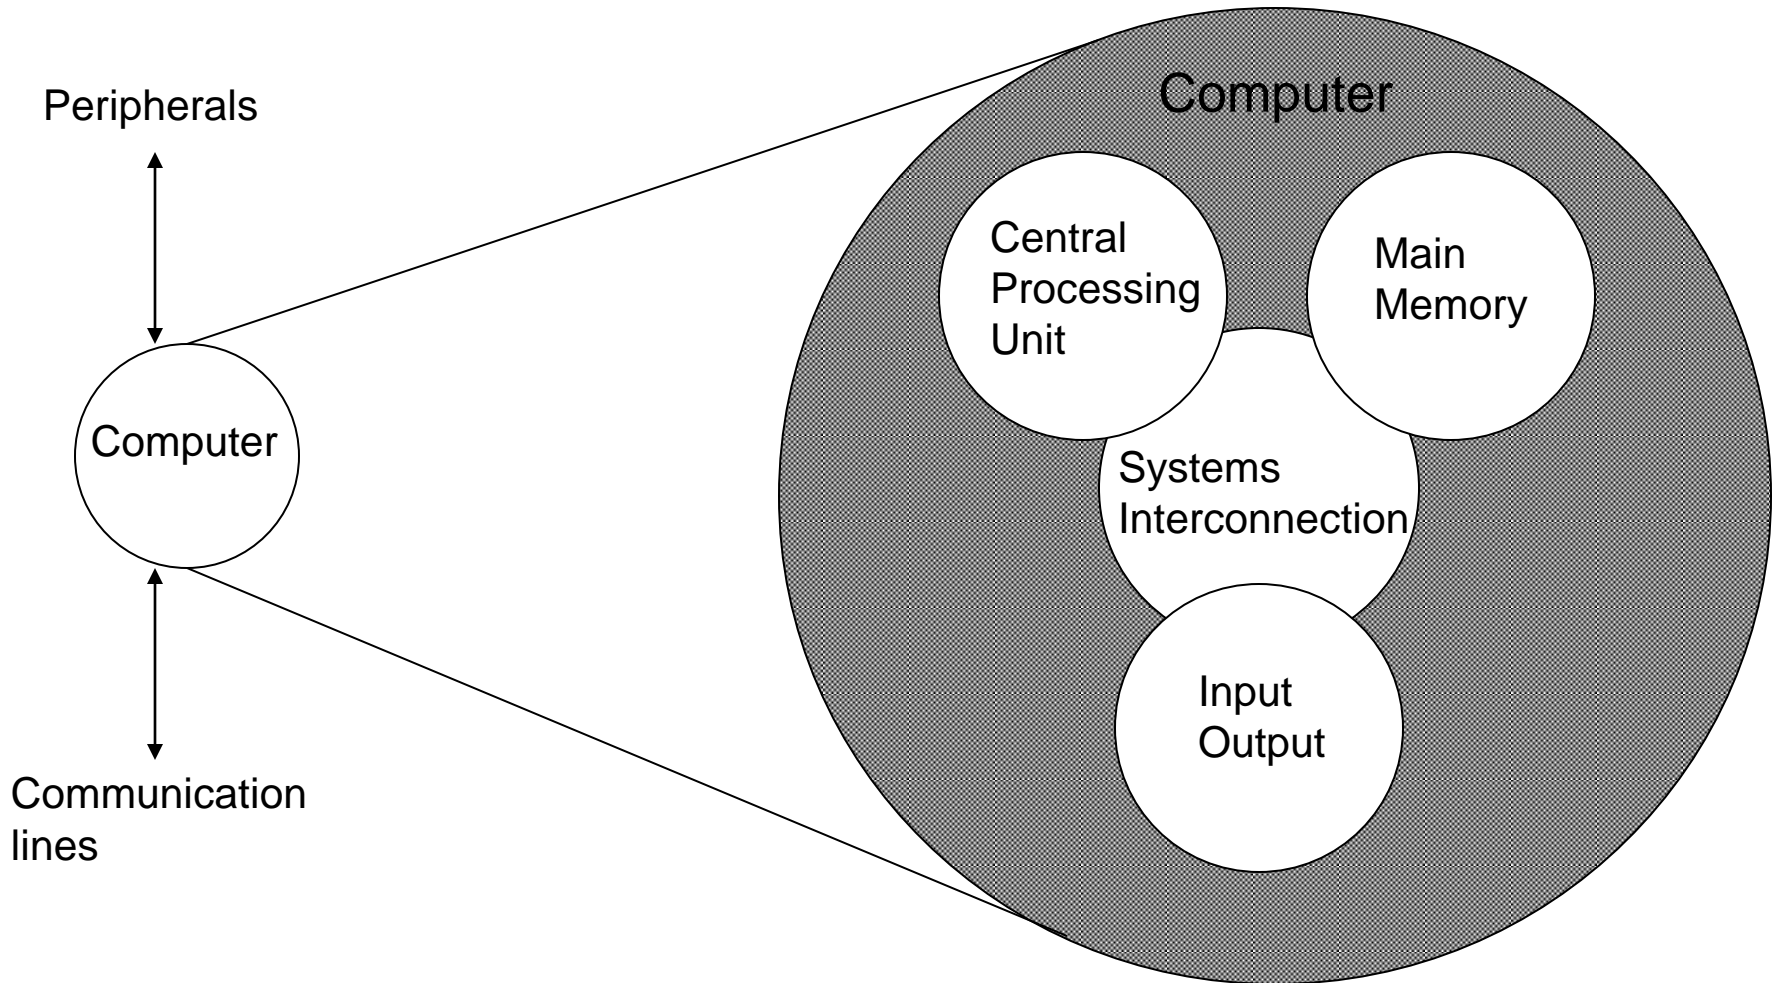 Peripherals
Computer
Communication
lines
Computer
Central
Processing
Unit
Main
Memory
Systems
Interconnection
Input
Output